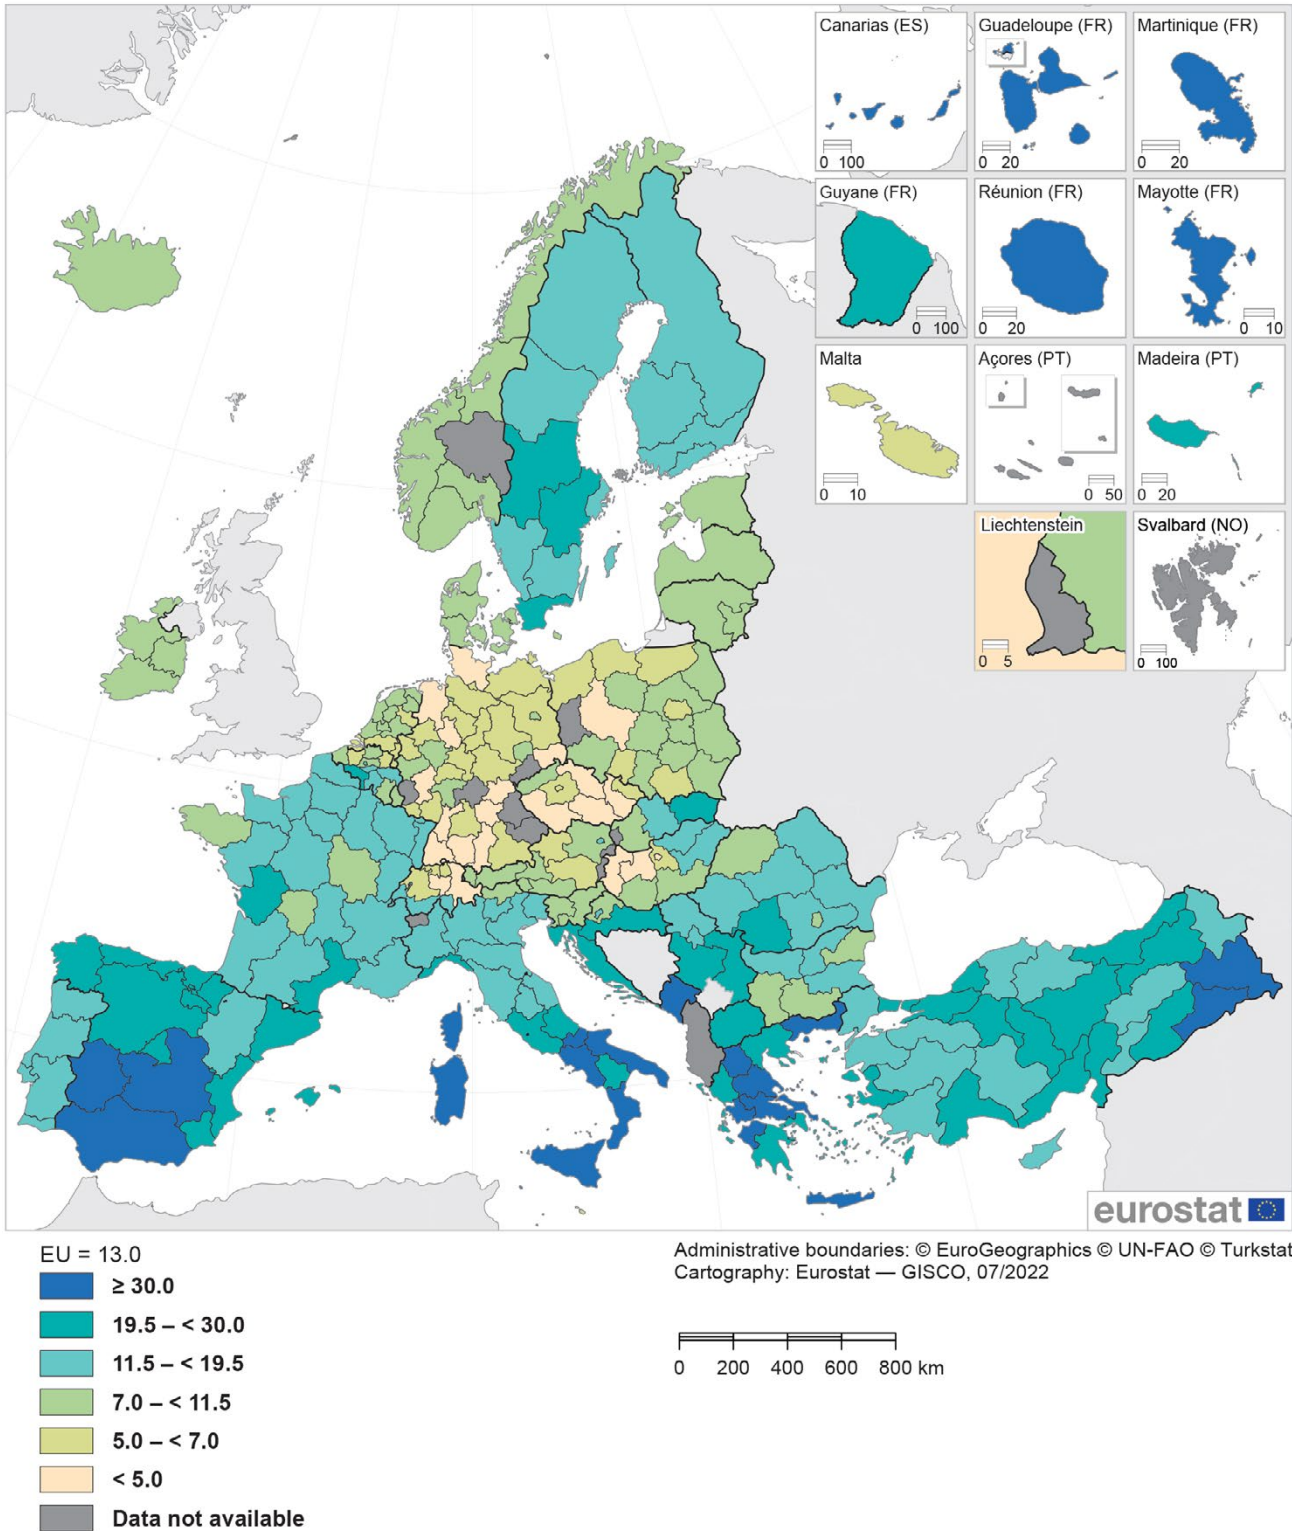 Canarias (ES)
0 100
Guadeloupe (FR)
0 20
Martinique (FR)
0 20
Guyane (FR)
0 100
Réunion (FR)
0 20
Mayotte (FR)
0 10
Malta
0 10
Açores (PT)
0 50
Madeira (PT)
0 20
Liechtenstein
0 5
Svalbard (NO)
0 100
eurostat
EU = 13.0
≥ 30.0
19.5 – < 30.0
11.5 – < 19.5
7.0 – < 11.5
5.0 – < 7.0
< 5.0
Data not available
Administrative boundaries: © EuroGeographics © UN-FAO © Turkstat
Cartography: Eurostat — GISCO, 07/2022
0 200 400 600 800 km